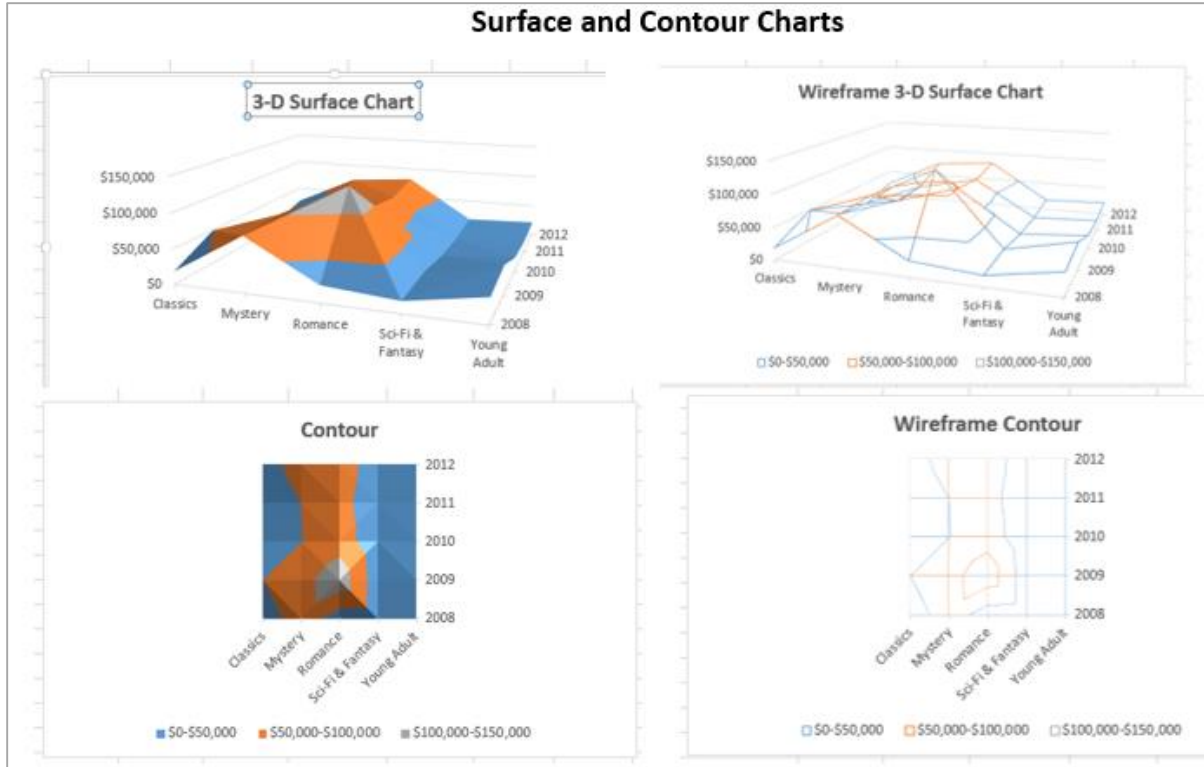 Surface and Contour Charts
3-D Surface Chart
$150,000
$100,000
$50,000
$0
Classics
Mystery
Romance
Sci-Fi &
Fantasy
Young
Adult
2012
2011
2010
2009
2008
Wireframe 3-D Surface Chart
$150,000
$100,000
$50,000
$0
Classics
Mystery
Romance
Sci-Fi &
Fantasy
Young
Adult
2012
2011
2010
2009
2008
$0-$50,000 $50,000-$100,000 $100,000-$150,000
Contour
2012
2011
2010
2009
2008
Classics
Mystery
Romance
Sci-Fi & Fantasy
Young Adult
$0-$50,000 $50,000-$100,000 $100,000-$150,000
Wireframe Contour
2012
2011
2010
2009
2008
Classics
Mystery
Romance
Sci-Fi & Fantasy
Young Adult
$0-$50,000 $50,000-$100,000 $100,000-$150,000